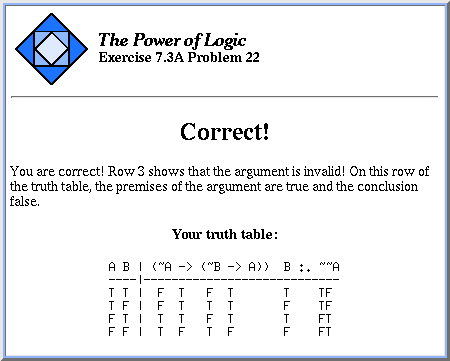 The Power of Logic
Exercise 7.3A Problem 22
Correct!
You are correct! Row 3 shows that the argument is invalid! On this row of
the truth table, the premises of the argument are true and the conclusion
false.
Your truth table:
A B | (~A -> (~B -> A))  B :. ~~A
----|-----------------------------
T T |  F  T   F  T       T    TF
T F |  F  T   T  T       F    TF
F T |  T  T   F  T       T    FT
F F |  T  F   T  F       F    FT